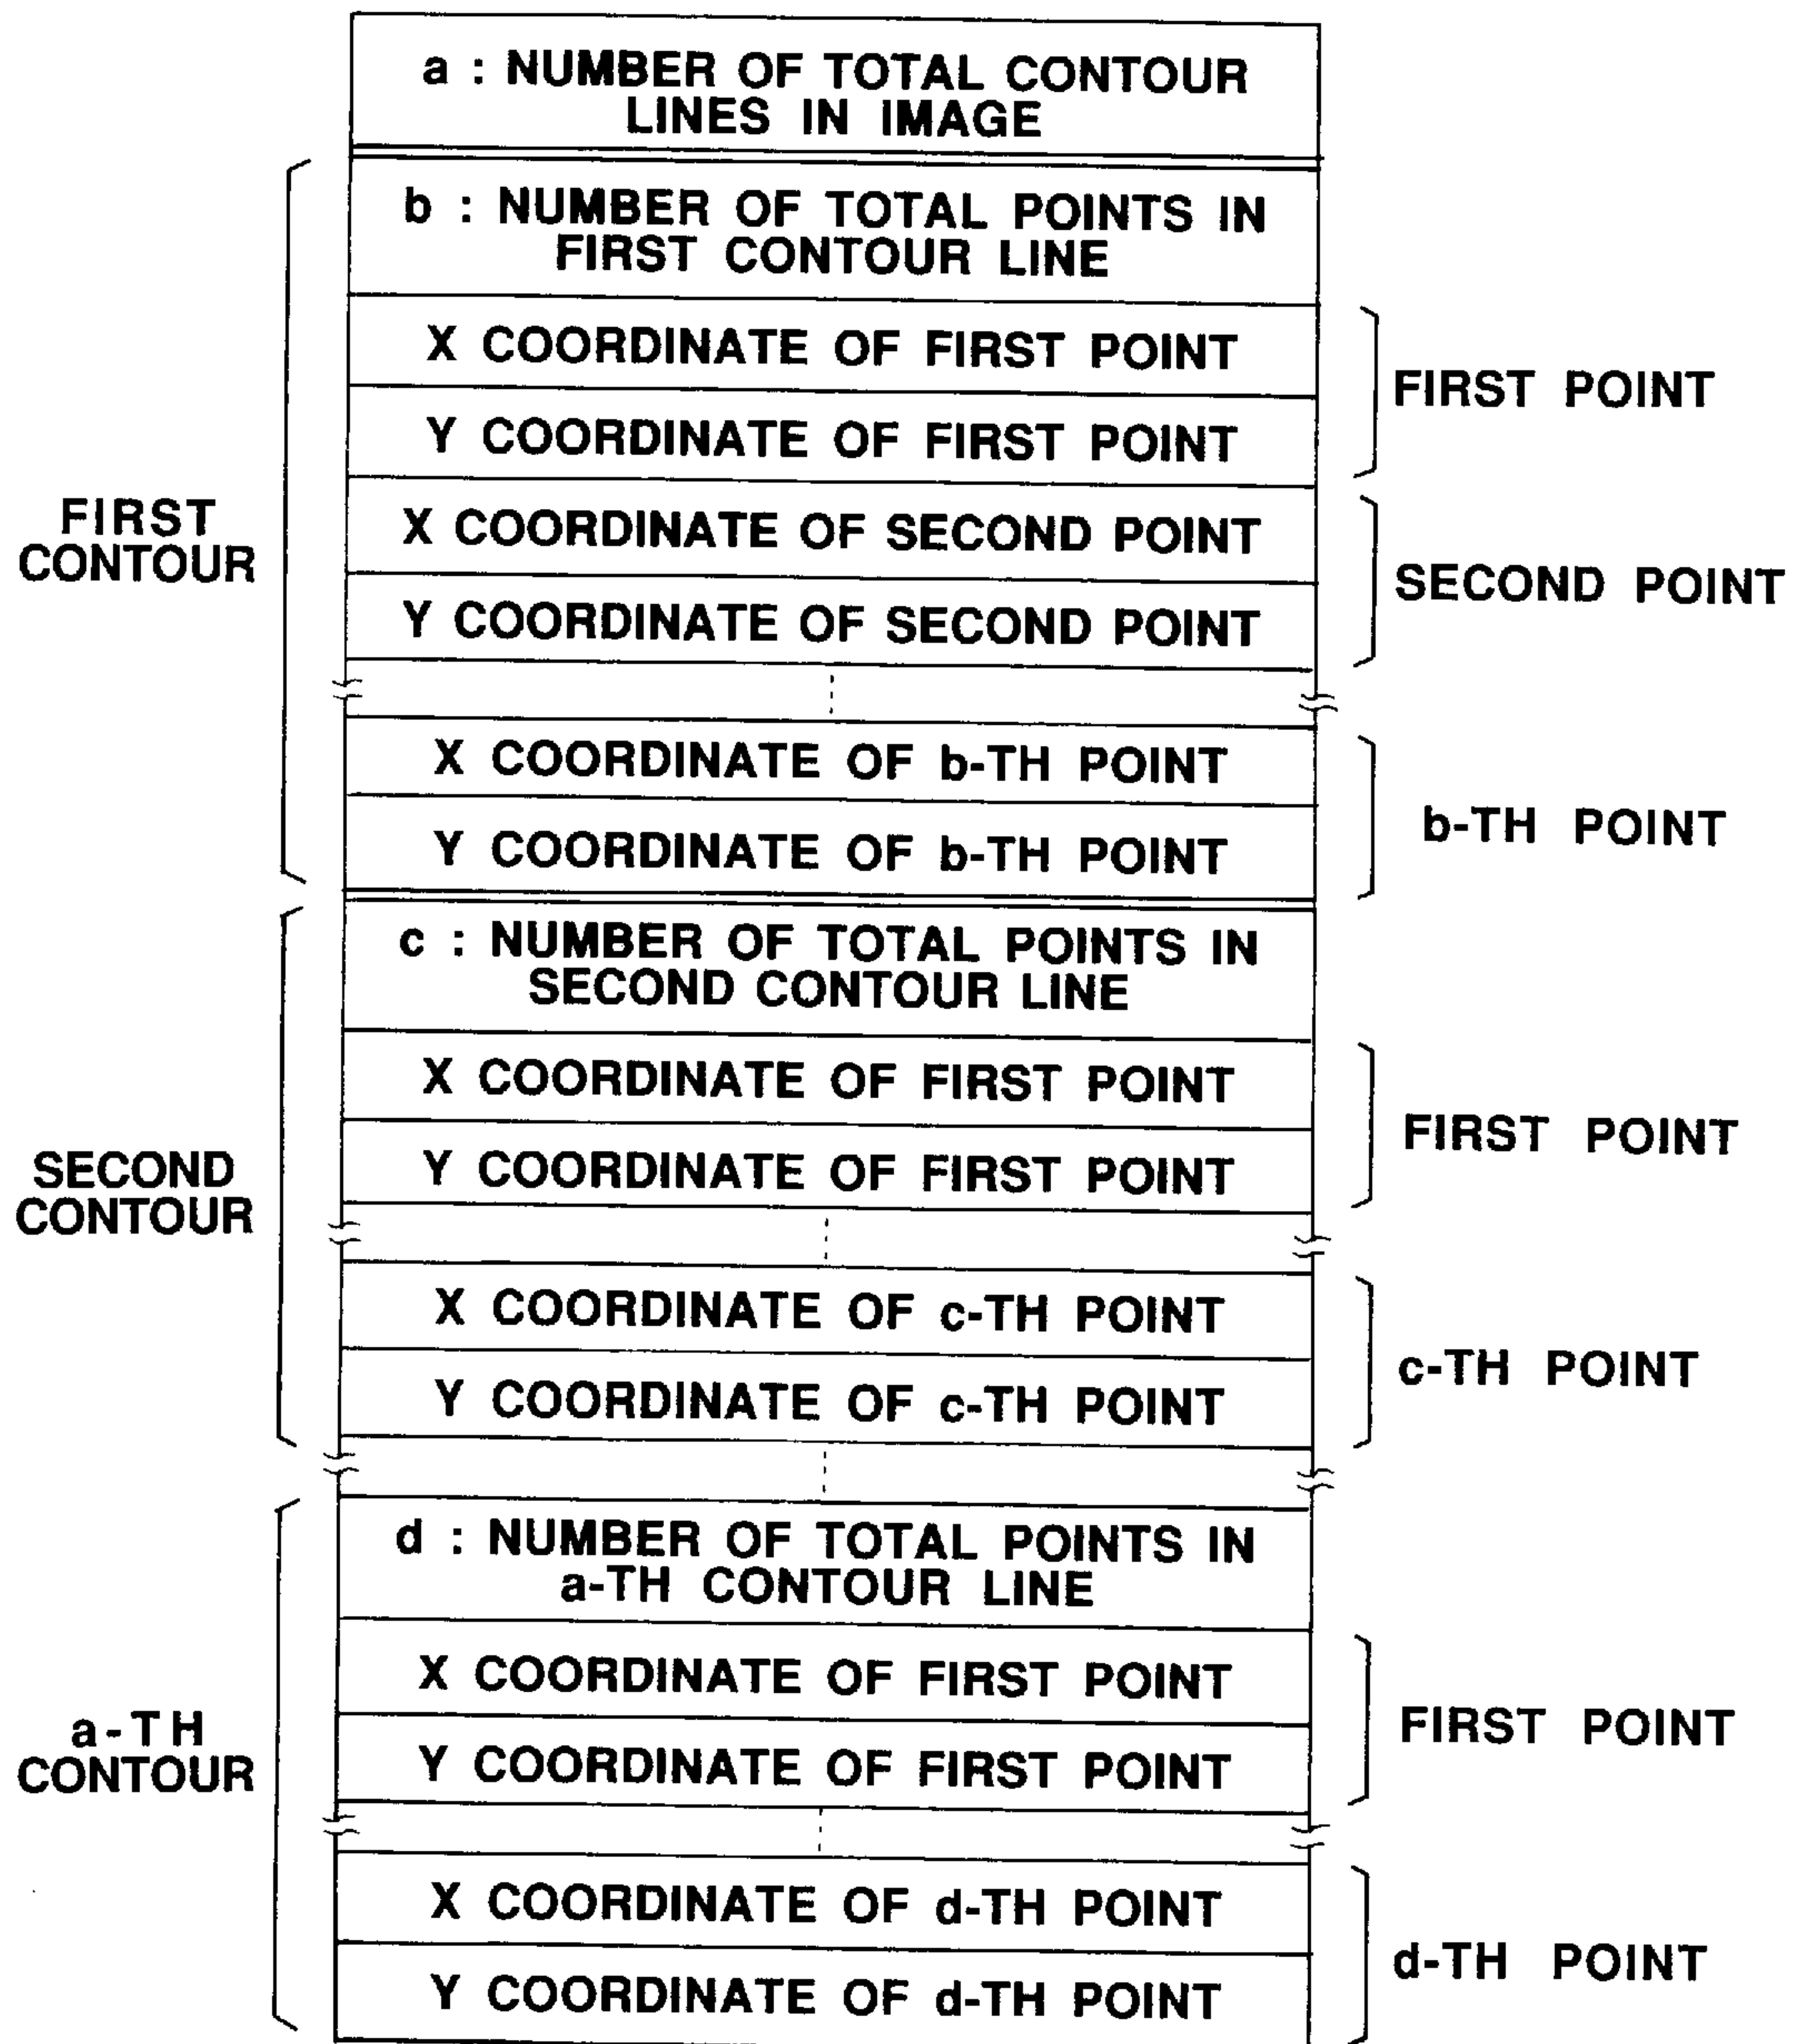 a : NUMBER OF TOTAL CONTOUR
LINES IN IMAGE
b : NUMBER OF TOTAL POINTS IN
FIRST CONTOUR LINE
X COORDINATE OF FIRST POINT
FIRST POINT
Y COORDINATE OF FIRST POINT
FIRST
CONTOUR
X COORDINATE OF SECOND POINT
SECOND POINT
Y COORDINATE OF SECOND POINT
X COORDINATE OF b-TH POINT
b-TH POINT
Y COORDINATE OF b-TH POINT
c : NUMBER OF TOTAL POINTS IN
SECOND CONTOUR LINE
X COORDINATE OF FIRST POINT
FIRST POINT
Y COORDINATE OF FIRST POINT
SECOND
CONTOUR
X COORDINATE OF c-TH POINT
c-TH POINT
Y COORDINATE OF c-TH POINT
d : NUMBER OF TOTAL POINTS IN
a-TH CONTOUR LINE
X COORDINATE OF FIRST POINT
FIRST POINT
Y COORDINATE OF FIRST POINT
a-TH
CONTOUR
X COORDINATE OF d-TH POINT
d-TH POINT
Y COORDINATE OF d-TH POINT